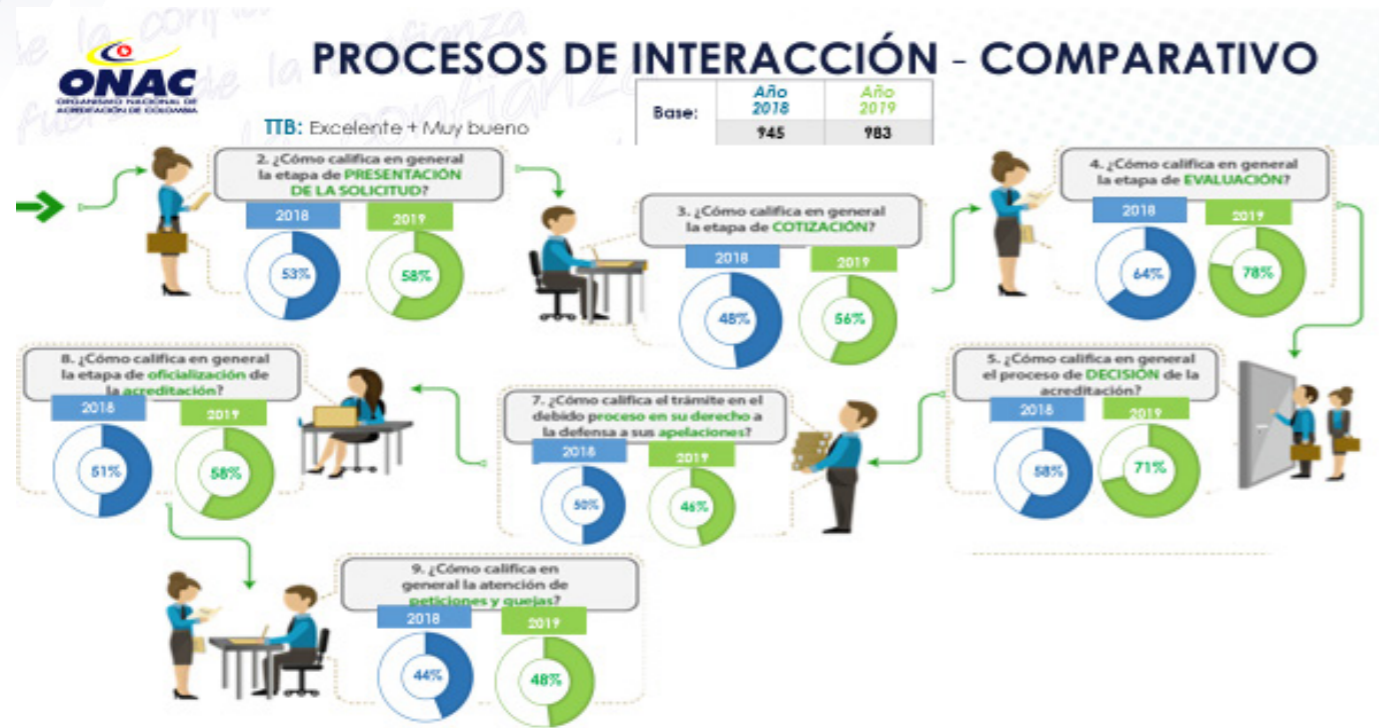 ONAC
ORGANISMO NACIONAL DE
ACREDITACIÓN DE COLOMBIA
PROCESOS DE INTERACCIÓN - COMPARATIVO
TTB: Excelente + Muy bueno
Base:
Año
2018
Año
2019
945
983
2. ¿Cómo califica en general
la etapa de PRESENTACIÓN
DE LA SOLICITUD?
2018
2019
53%
58%
3. ¿Cómo califica en general
la etapa de COTIZACIÓN?
2018
2019
48%
56%
4. ¿Cómo califica en general
la etapa de EVALUACIÓN?
2018
2019
64%
78%
5. ¿Cómo califica en general
el proceso de DECISIÓN de la
acreditación?
2018
2019
58%
71%
7. ¿Cómo califica el trámite en el
debido proceso en su derecho a
la defensa a sus apelaciones?
2018
2019
50%
46%
8. ¿Cómo califica en general
la etapa de oficialización de
la acreditación?
2018
2019
51%
58%
9. ¿Cómo califica en
general la atención de
peticiones y quejas?
2018
2019
44%
48%